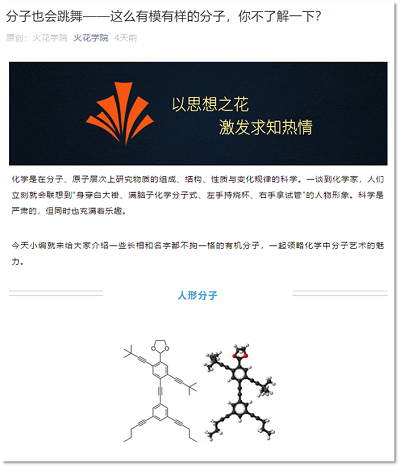 分子也会跳舞——这么有模有样的分子，你不了解一下？
原创：火花学院 火花学院 4天前
以思想之花
激发求知热情
化学是在分子、原子层次上研究物质的组成、结构、性质与变化规律的科学。一谈到化学家，人们
立刻就会联想到“身穿白大褂、满脑子化学分子式、左手持烧杯、右手拿试管”的人物形象。科学是
严肃的，但同时也充满着乐趣。
今天小编就来给大家介绍一些长相和名字都不拘一格的有机分子，一起领略化学中分子艺术的魅
力。
人形分子
O O